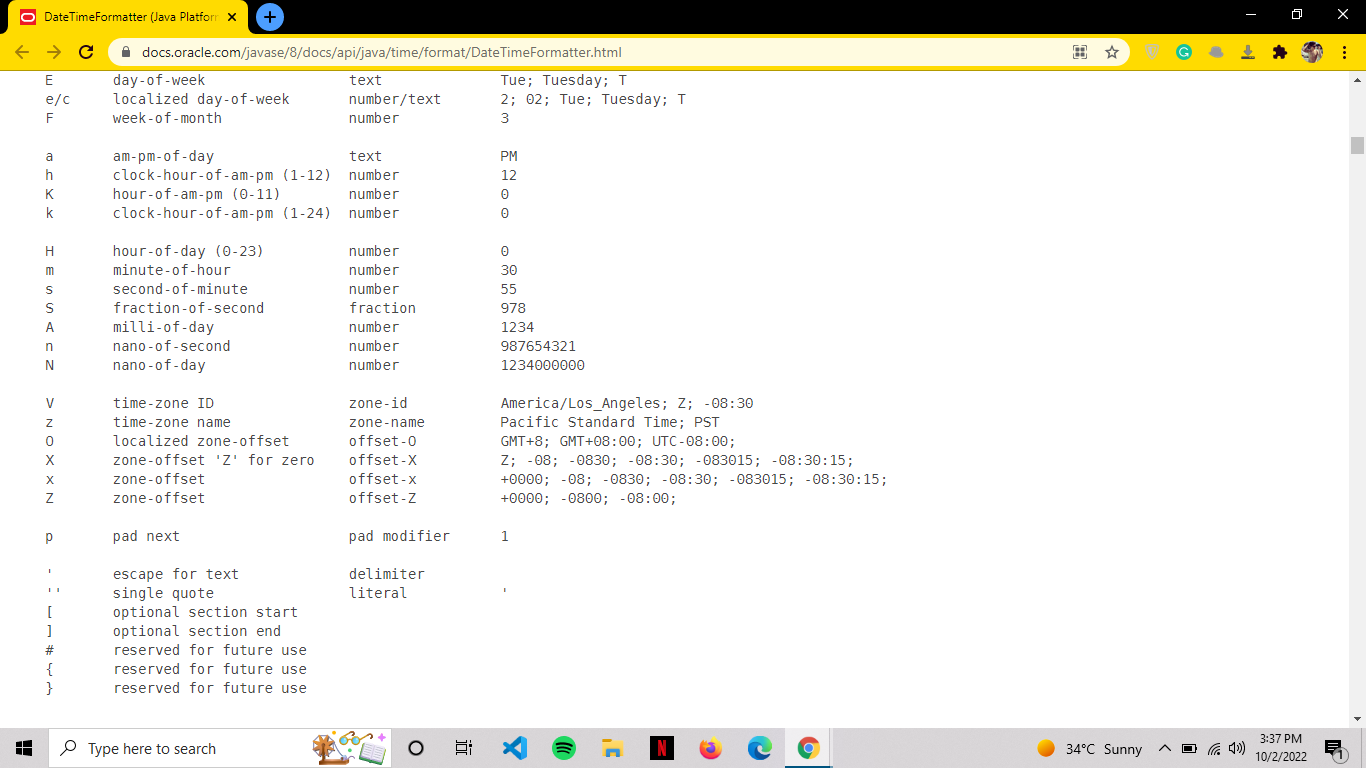 DateTimeFormatter (Java Platform
docs.oracle.com/javase/8/docs/api/java/time/format/DateTimeFormatter.html
E day-of-week text Tue; Tuesday; T
e/c localized day-of-week number/text 2; 02; Tue; Tuesday; T
F week-of-month number 3
a am-pm-of-day text PM
h clock-hour-of-am-pm (1-12) number 12
K hour-of-am-pm (0-11) number 0
k clock-hour-of-am-pm (1-24) number 0
H hour-of-day (0-23) number 0
m minute-of-hour number 30
s second-of-minute number 55
S fraction-of-second fraction 978
A milli-of-day number 1234
n nano-of-second number 987654321
N nano-of-day number 1234000000
V time-zone ID zone-id America/Los_Angeles; Z; -08:30
z time-zone name zone-name Pacific Standard Time; PST
O localized zone-offset offset-O GMT+8; GMT+08:00; UTC-08:00;
X zone-offset 'Z' for zero offset-X Z; -08; -0830; -08:30; -083015; -08:30:15;
x zone-offset offset-x +0000; -08; -0830; -08:30; -083015; -08:30:15;
Z zone-offset offset-Z +0000; -0800; -08:00;
p pad next pad modifier 1
' escape for text delimiter
'' single quote literal '
[ optional section start
] optional section end
# reserved for future use
{ reserved for future use
} reserved for future use
Type here to search
N
34°C Sunny
3:37 PM
10/2/2022
1